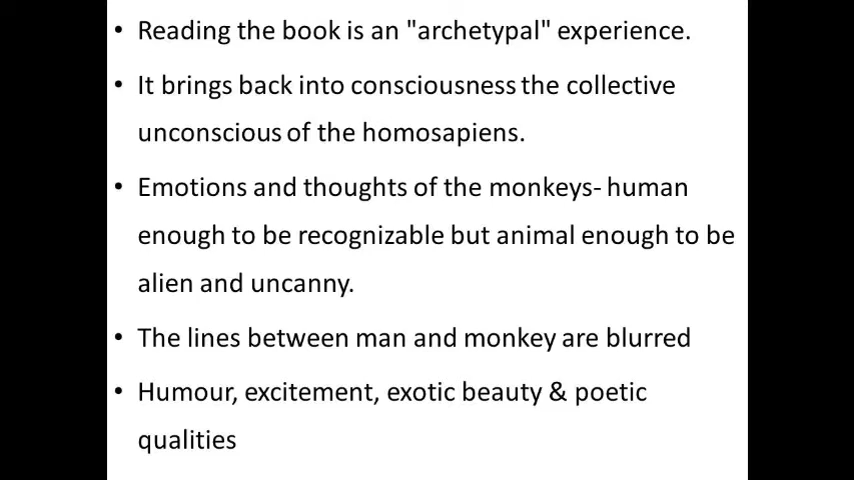 • Reading the book is an "archetypal" experience.
• It brings back into consciousness the collective
unconscious of the homosapiens.
• Emotions and thoughts of the monkeys- human
enough to be recognizable but animal enough to be
alien and uncanny.
• The lines between man and monkey are blurred
• Humour, excitement, exotic beauty & poetic
qualities